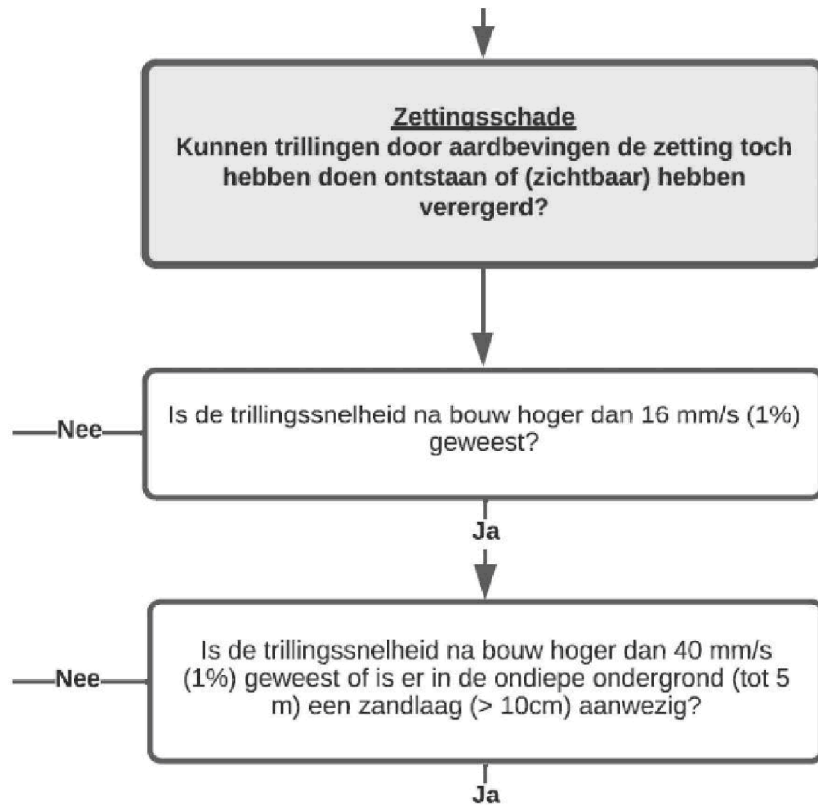 Zettingsschade
Kunnen trillingen door aardbevingen de zetting toch
hebben doen ontstaan of (zichtbaar) hebben
verergerd?
Is de trillingssnelheid na bouw hoger dan 16 mm/s (1%)
geweest?
Nee
Ja
Is de trillingssnelheid na bouw hoger dan 40 mm/s
(1%) geweest of is er in de ondiepe ondergrond (tot 5
m) een zandlaag (> 10cm) aanwezig?
Nee
Ja